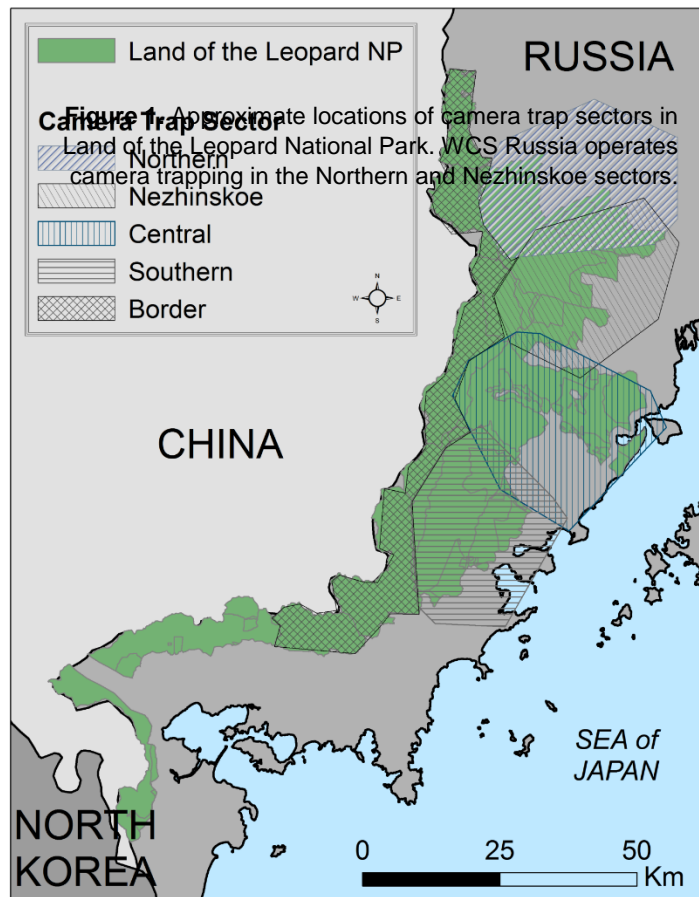 Land of the Leopard NP
RUSSIA
Figure 1. Approximate locations of camera trap sectors in
Land of the Leopard National Park. WCS Russia operates
camera trapping in the Northern and Nezhinskoe sectors.
Camera Trap Sector
Northern
Nezhinskoe
Central
Southern
Border
N
W
E
S
CHINA
SEA of
JAPAN
NORTH
KOREA
0 25 50
Km